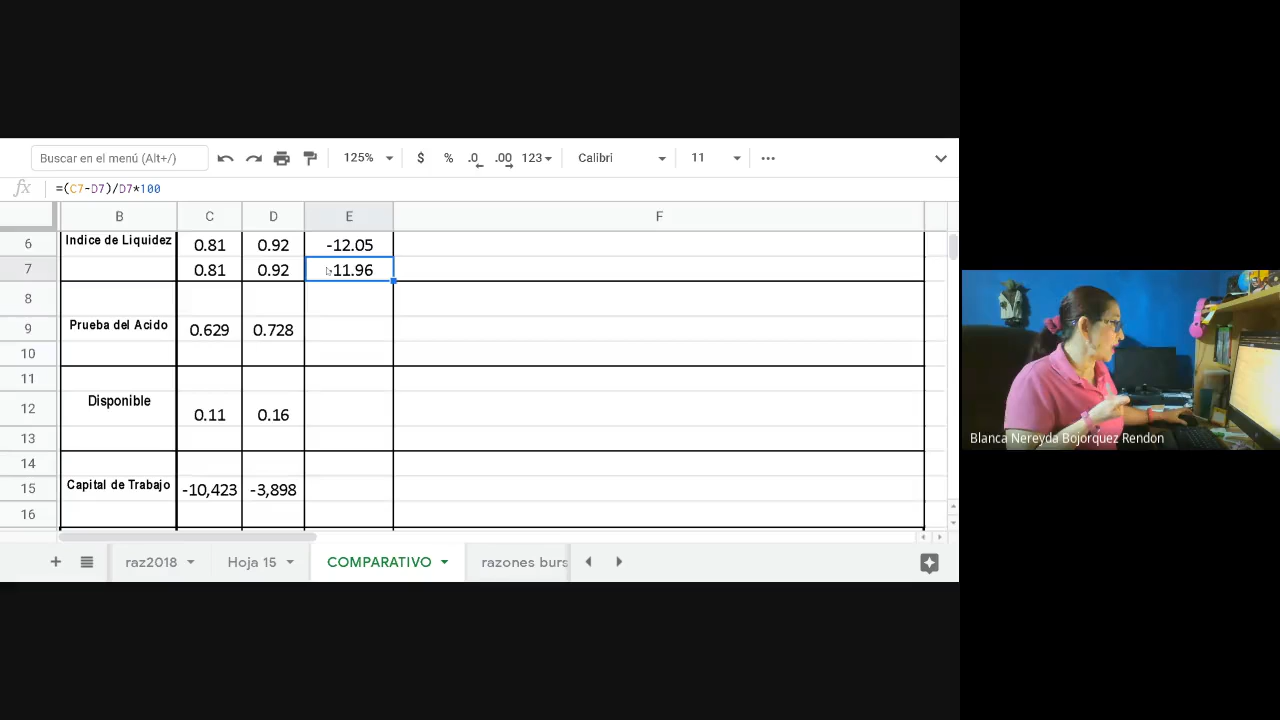 Buscar en el menú (Alt+/) 125% $ % .0 .00 123 Calibri 11
fx =(C7-D7)/D7*100
B C D E F
6 Indice de Liquidez 0.81 0.92 -12.05
7 0.81 0.92 -11.96
8
9 Prueba del Acido 0.629 0.728
10
11
12 Disponible 0.11 0.16
13
14
15 Capital de Trabajo -10,423 -3,898
16
+ raz2018 Hoja 15 COMPARATIVO razones burs
Blanca Nereyda Bojorquez Rendon